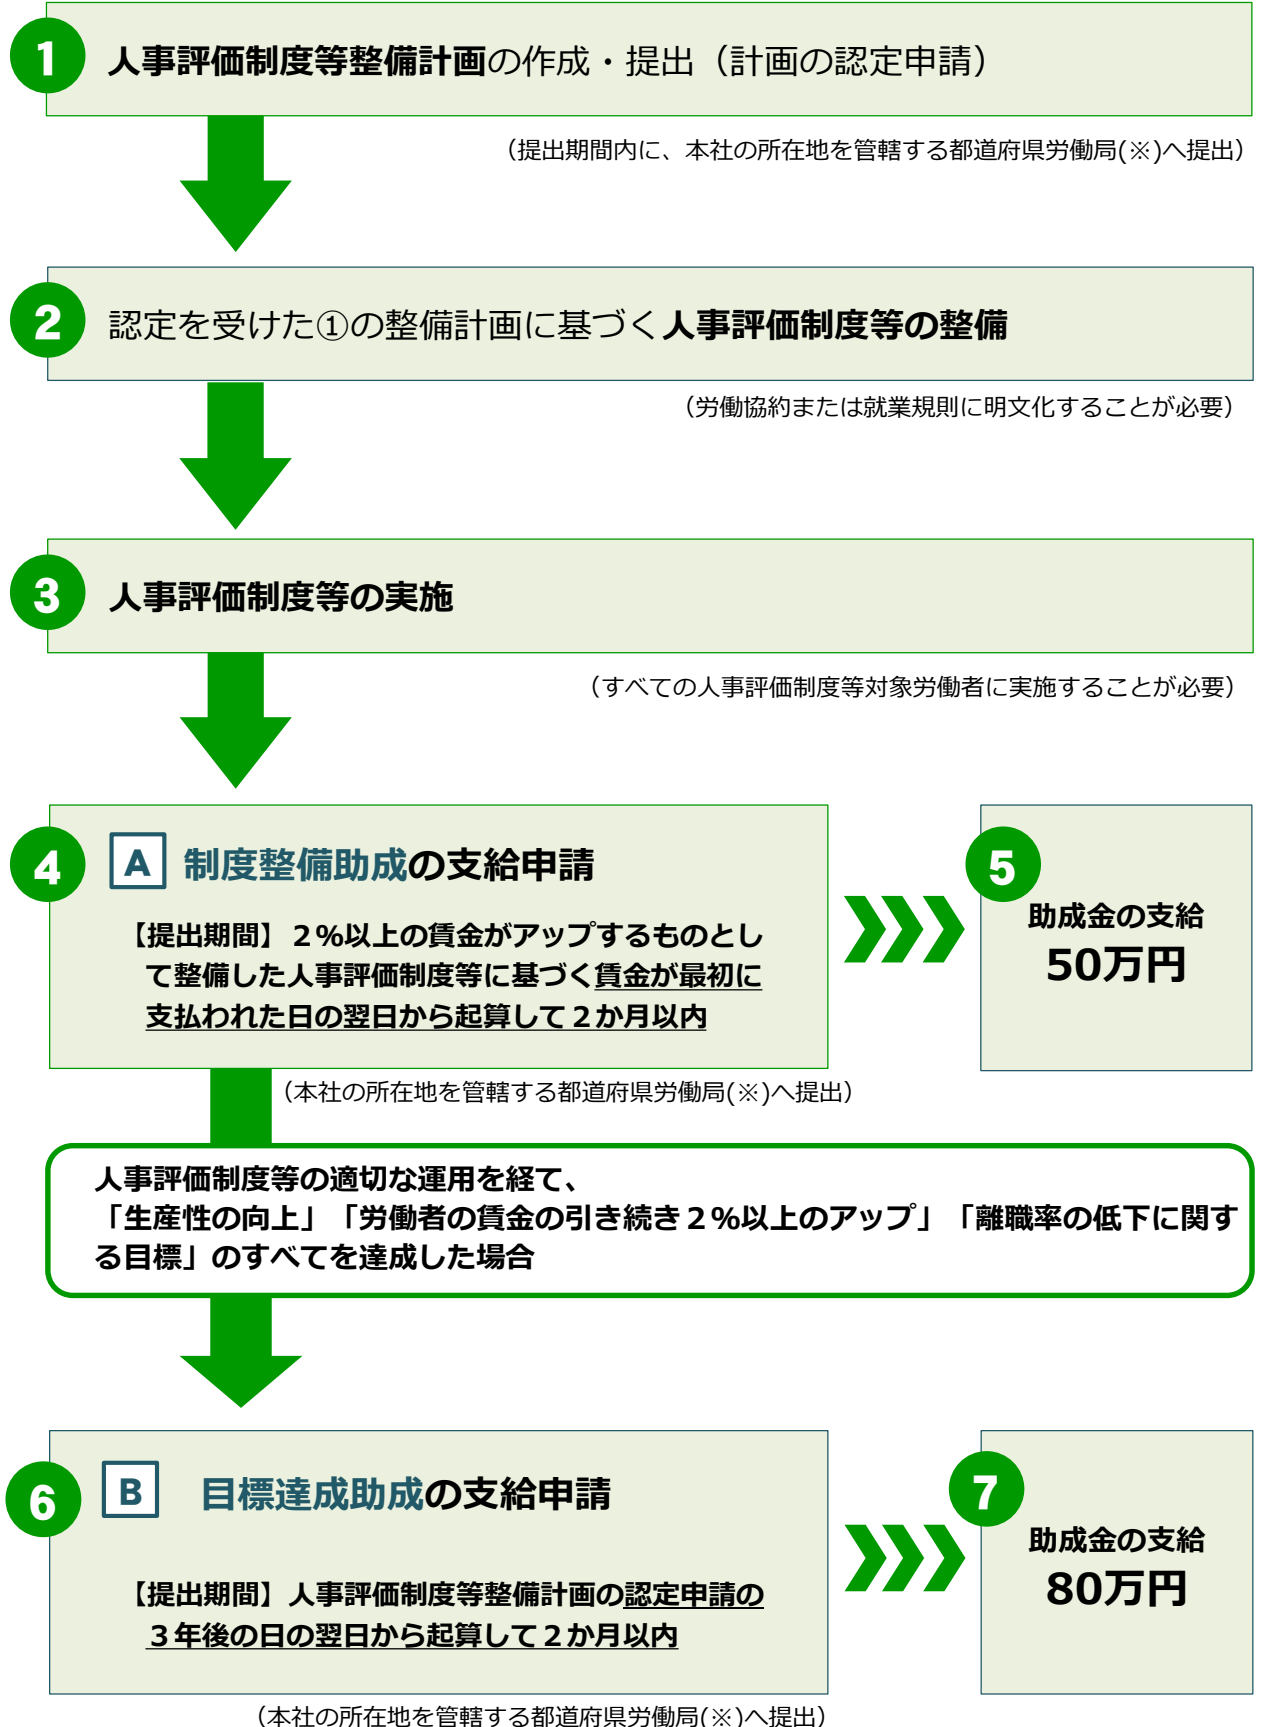 1
人事評価制度等整備計画の作成・提出（計画の認定申請）
（提出期間内に、本社の所在地を管轄する都道府県労働局(※)へ提出）
2
認定を受けた①の整備計画に基づく人事評価制度等の整備
（労働協約または就業規則に明文化することが必要）
3
人事評価制度等の実施
（すべての人事評価制度等対象労働者に実施することが必要）
4
A 制度整備助成の支給申請
【提出期間】２％以上の賃金がアップするものとし
て整備した人事評価制度等に基づく賃金が最初に
支払われた日の翌日から起算して２か月以内
5
助成金の支給
50万円
（本社の所在地を管轄する都道府県労働局(※)へ提出）
人事評価制度等の適切な運用を経て、
「生産性の向上」「労働者の賃金の引き続き２％以上のアップ」「離職率の低下に関す
る目標」のすべてを達成した場合
6
B 目標達成助成の支給申請
【提出期間】人事評価制度等整備計画の認定申請の
３年後の日の翌日から起算して２か月以内
7
助成金の支給
80万円
（本社の所在地を管轄する都道府県労働局(※)へ提出）